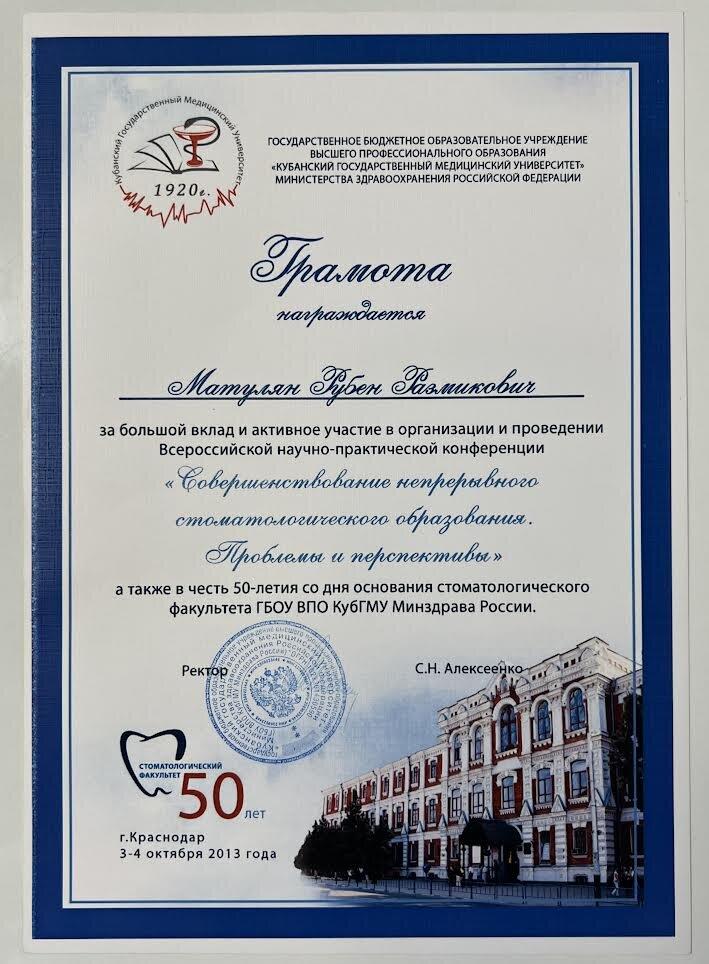 Кубанский Государственный Медицинский Университет
1920г.
ГОСУДАРСТВЕННОЕ БЮДЖЕТНОЕ ОБРАЗОВАТЕЛЬНОЕ УЧРЕЖДЕНИЕ
ВЫСШЕГО ПРОФЕССИОНАЛЬНОГО ОБРАЗОВАНИЯ
«КУБАНСКИЙ ГОСУДАРСТВЕННЫЙ МЕДИЦИНСКИЙ УНИВЕРСИТЕТ»
МИНИСТЕРСТВА ЗДРАВООХРАНЕНИЯ РОССИЙСКОЙ ФЕДЕРАЦИИ
Грамота
награждается
Матулян Рубен Размикович
за большой вклад и активное участие в организации и проведении
Всероссийской научно-практической конференции
«Совершенствование непрерывного
стоматологического образования.
Проблемы и перспективы»
а также в честь 50-летия со дня основания стоматологического
факультета ГБОУ ВПО КубГМУ Минздрава России.
Ректор
С.Н. Алексеенко
СТОМАТОЛОГИЧЕСКИЙ
ФАКУЛЬТЕТ
50 лет
г.Краснодар
3-4 октября 2013 года